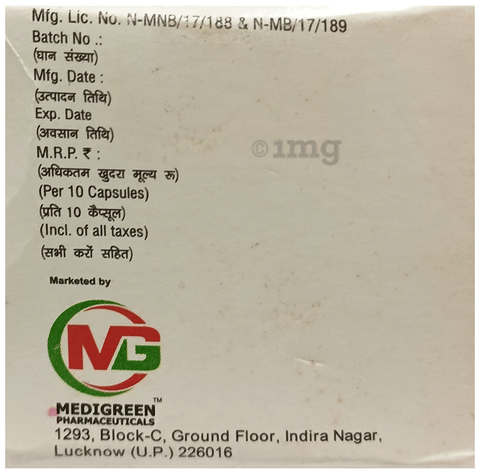 Mfg. Lic. No. N-MNB/17/188 & N-MB/17/189
Batch No .:
(घान संख्या)
Mfg. Date :
(उत्पादन तिथि)
Exp. Date
(अवसान तिथि)
M.R.P. ₹ :
(अधिकतम खुदरा मूल्य रू)
(Per 10 Capsules)
(प्रति 10 कैप्सूल)
(Incl. of all taxes)
(सभी करों सहित)
©1mg
Marketed by
MG
MEDIGREEN™
PHARMACEUTICALS
1293, Block-C, Ground Floor, Indira Nagar,
Lucknow (U.P.) 226016